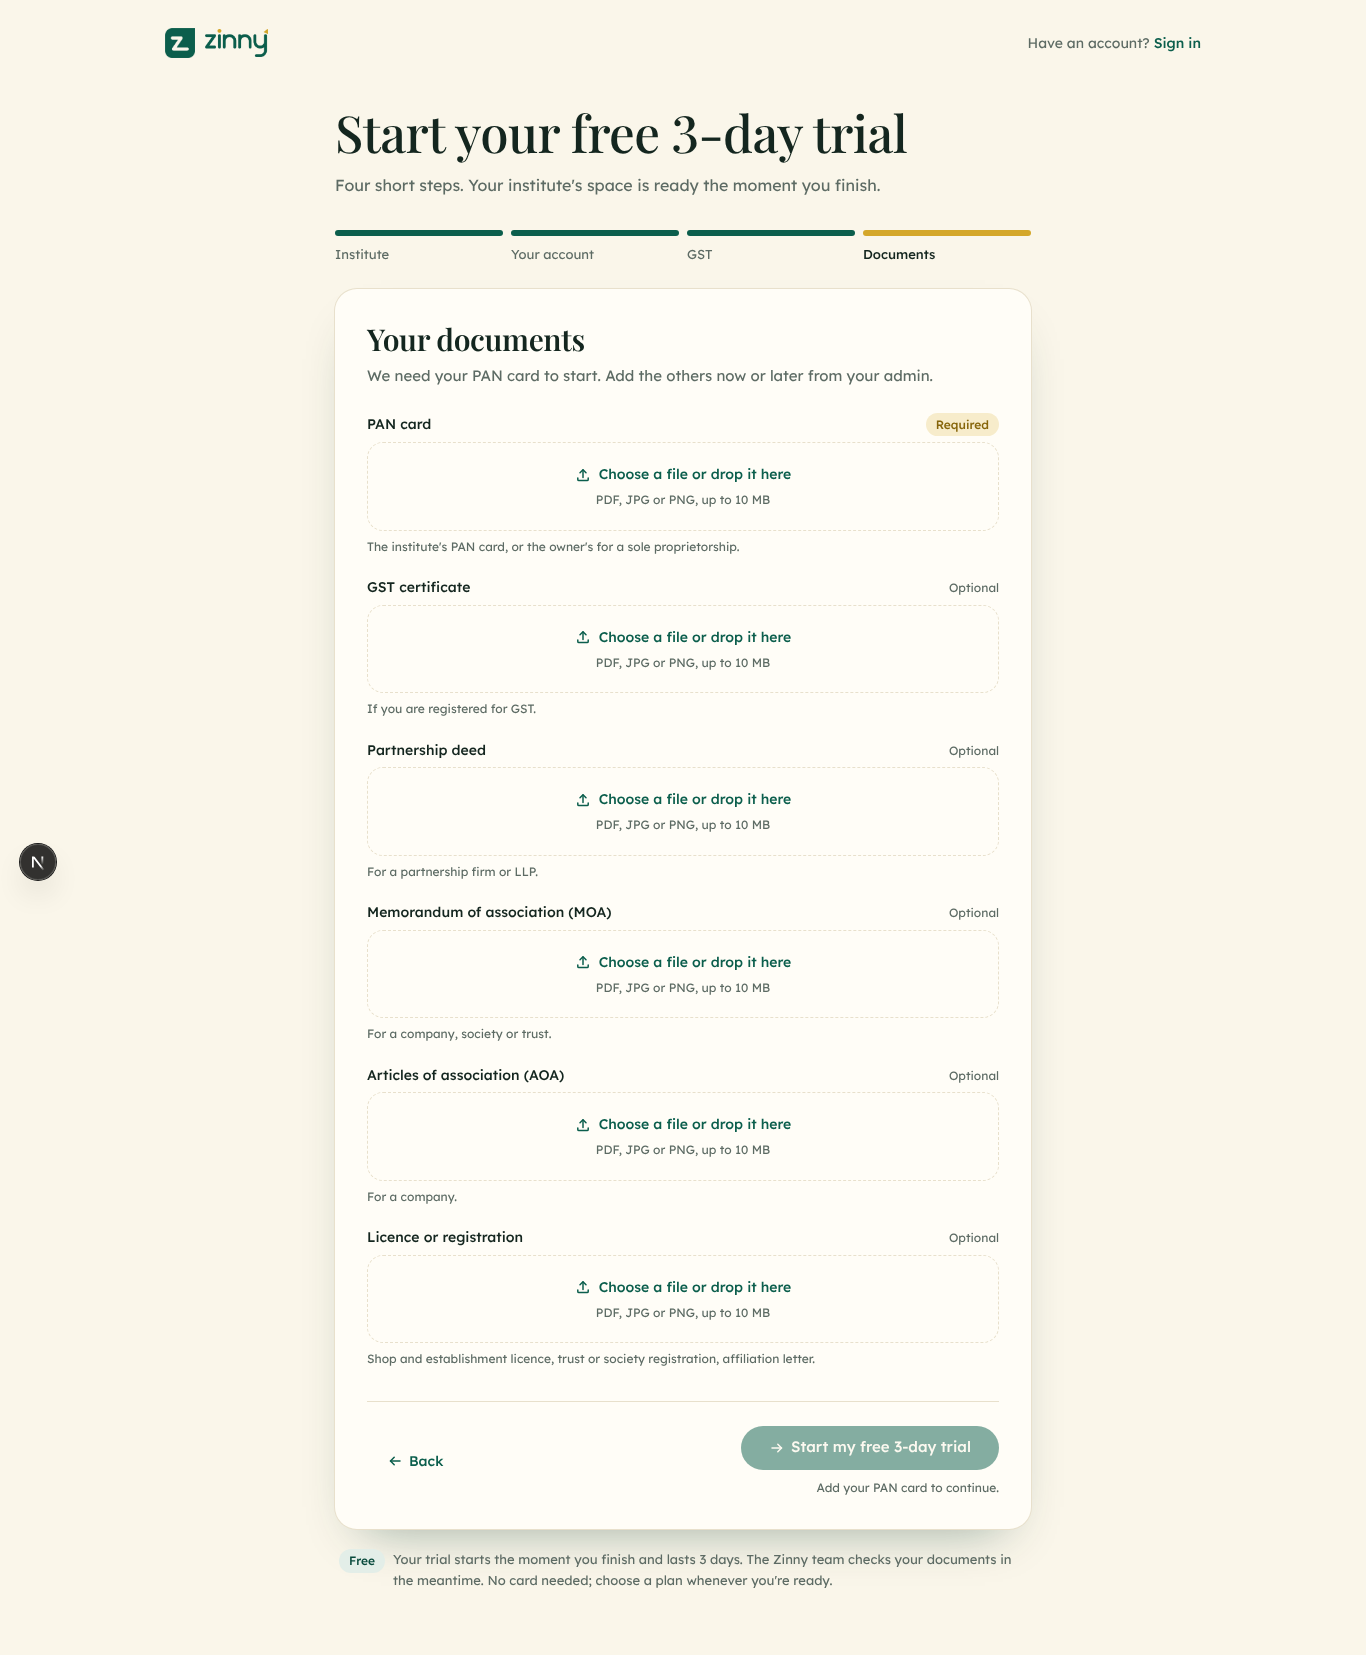 zinny
Have an account? Sign in
Start your free 3-day trial
Four short steps. Your institute's space is ready the moment you finish.
Institute
Your account
GST
Documents
Your documents
We need your PAN card to start. Add the others now or later from your admin.
PAN card
Required
Choose a file or drop it here
PDF, JPG or PNG, up to 10 MB
The institute's PAN card, or the owner's for a sole proprietorship.
GST certificate
Optional
Choose a file or drop it here
PDF, JPG or PNG, up to 10 MB
If you are registered for GST.
Partnership deed
Optional
Choose a file or drop it here
PDF, JPG or PNG, up to 10 MB
For a partnership firm or LLP.
Memorandum of association (MOA)
Optional
Choose a file or drop it here
PDF, JPG or PNG, up to 10 MB
For a company, society or trust.
Articles of association (AOA)
Optional
Choose a file or drop it here
PDF, JPG or PNG, up to 10 MB
For a company.
Licence or registration
Optional
Choose a file or drop it here
PDF, JPG or PNG, up to 10 MB
Shop and establishment licence, trust or society registration, affiliation letter.
← Back
→ Start my free 3-day trial
Add your PAN card to continue.
Free
Your trial starts the moment you finish and lasts 3 days. The Zinny team checks your documents in
the meantime. No card needed; choose a plan whenever you're ready.